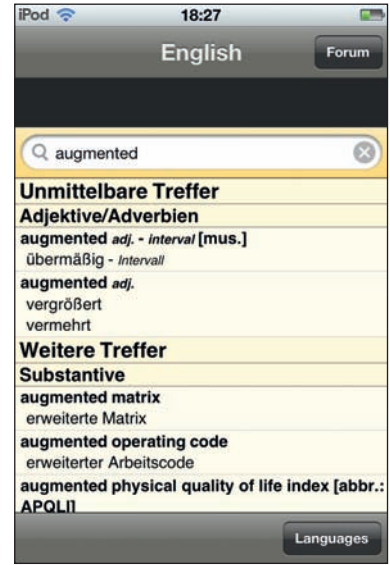 iPod 18:27
English Forum
augmented
Unmittelbare Treffer
Adjektive/Adverbien
augmented adj. - interval [mus.]
übermäßig - Intervall
augmented adj.
vergrößert
vermehrt
Weitere Treffer
Substantive
augmented matrix
erweiterte Matrix
augmented operating code
erweiterter Arbeitscode
augmented physical quality of life index [abbr.:
APQLI]
Languages